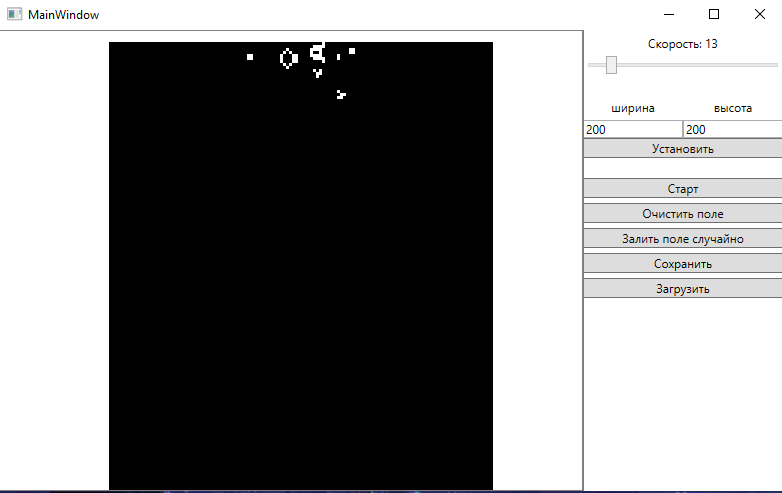 MainWindow
Скорость: 13
ширина высота
200 200
Установить
Старт
Очистить поле
Залить поле случайно
Сохранить
Загрузить